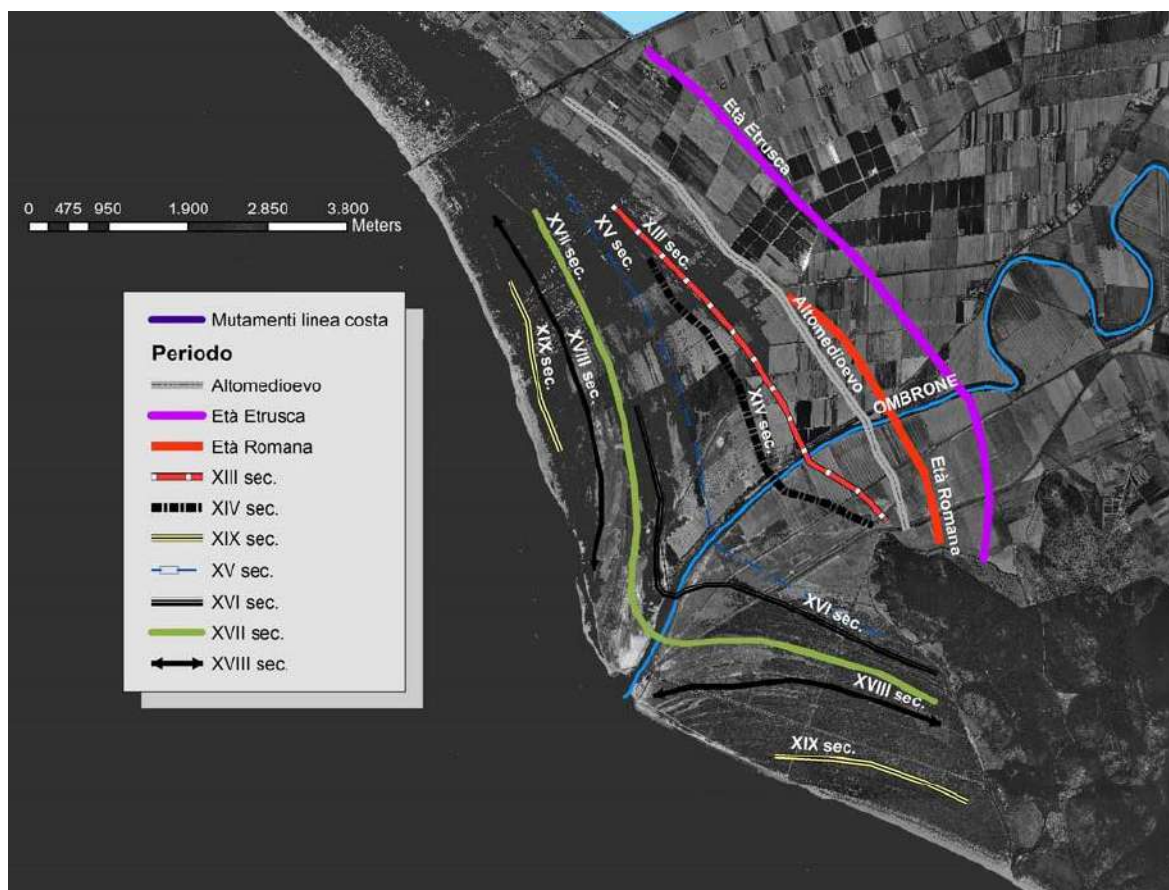 Età Etrusca
0 475 950 1.900 2.850 3.800
Meters
XIII sec.
XV sec.
XVII sec.
XIX sec.
XVIII sec.
Altomedioevo
OMBRONE
XIV sec.
Età Romana
Mutamenti linea costa
Periodo
Altomedioevo
Età Etrusca
Età Romana
XIII sec.
XIV sec.
XIX sec.
XV sec.
XVI sec.
XVII sec.
XVIII sec.
XVI sec.
XVIII sec.
XIX sec.